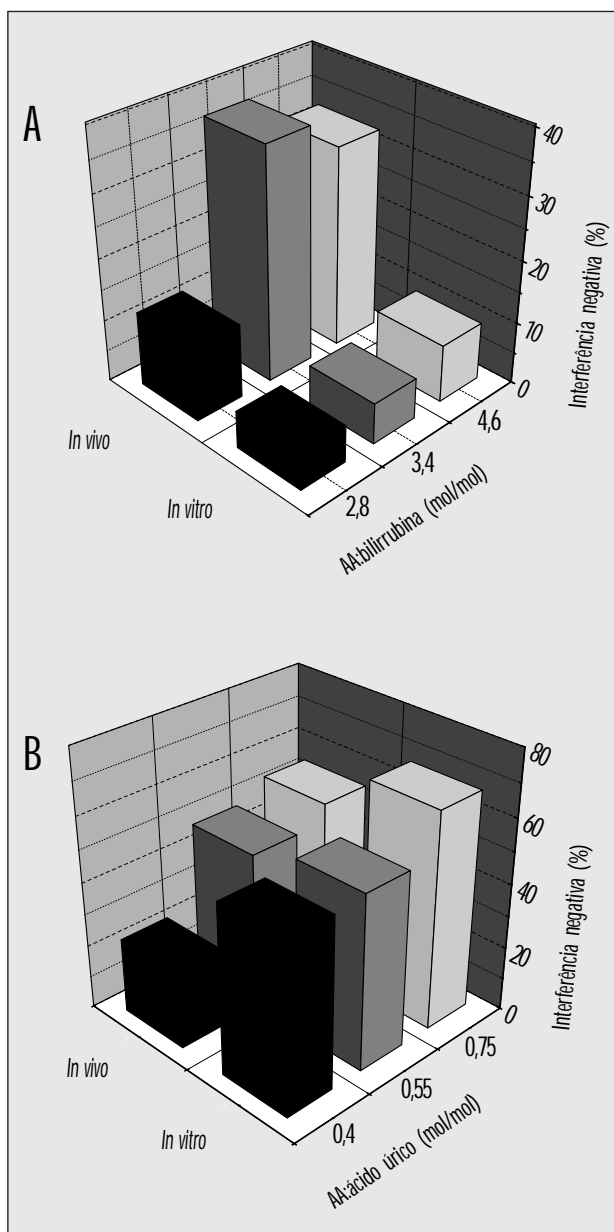 A
40
30
20
10
0
Interferência negativa (%)
In vivo
In vitro
2,8
3,4
4,6
AA:bilirrubina (mol/mol)
B
80
60
40
20
0
Interferência negativa (%)
In vivo
In vitro
0,4
0,55
0,75
AA:ácido úrico (mol/mol)